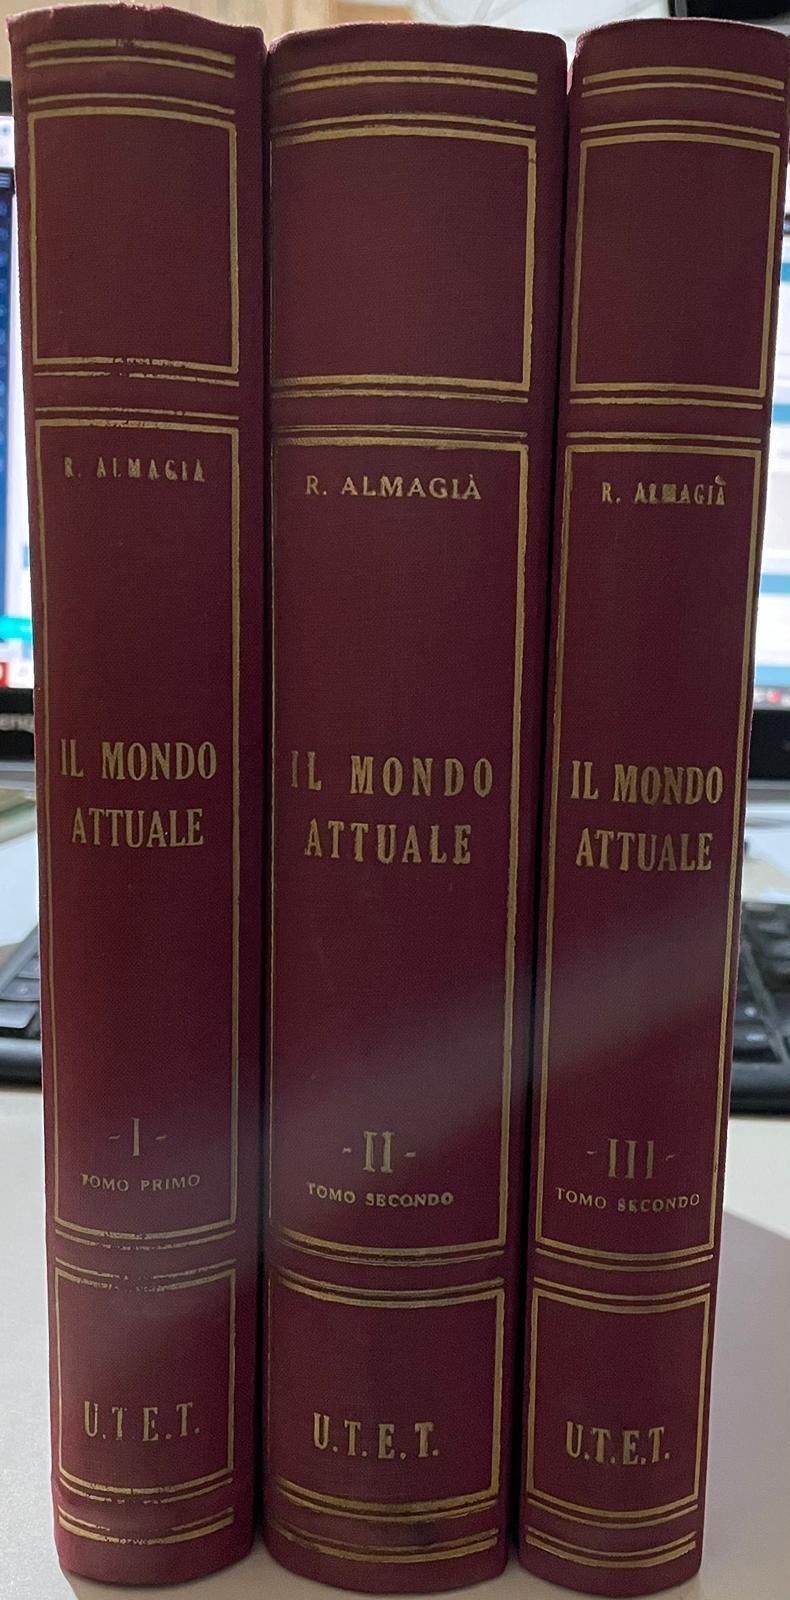 R. ALMAGIÀ
IL MONDO
ATTUALE
-I-
TOMO PRIMO
U.T.E.T.
R. ALMAGIÀ
IL MONDO
ATTUALE
-II-
TOMO SECONDO
U.T.E.T.
R. ALMAGIÀ
IL MONDO
ATTUALE
-III-
TOMO SECONDO
U.T.E.T.